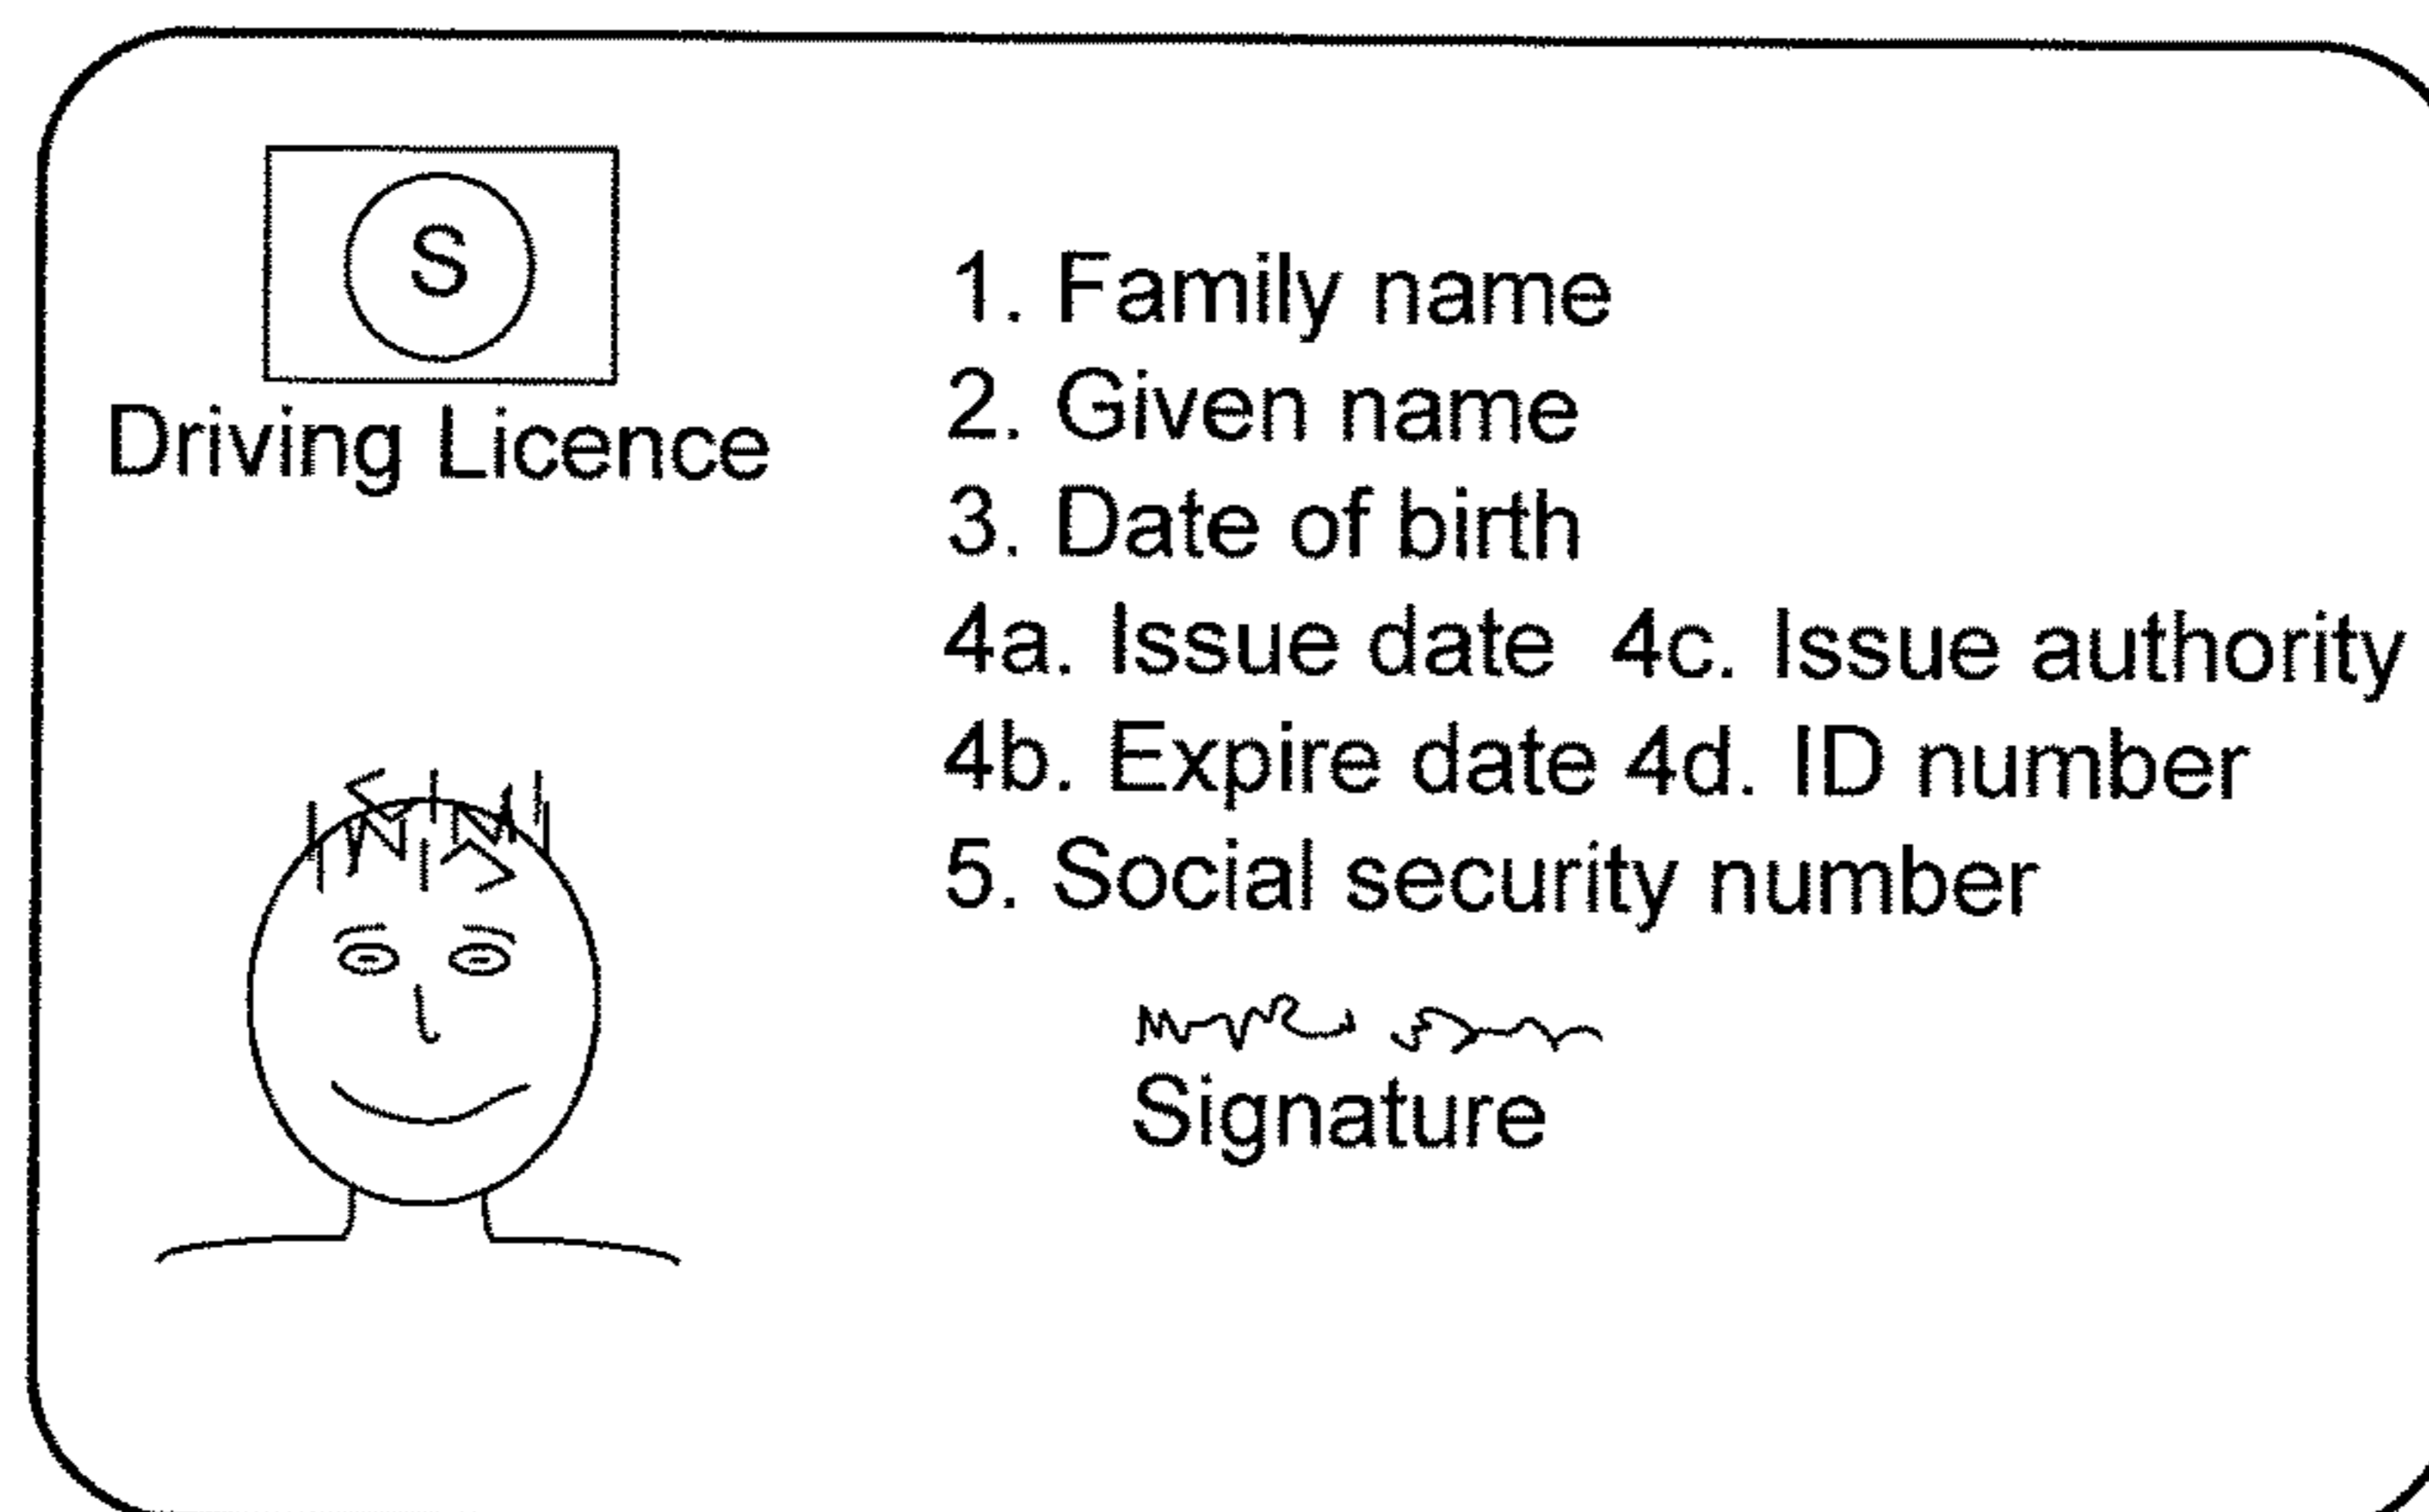 S
Driving Licence
1. Family name
2. Given name
3. Date of birth
4a. Issue date 4c. Issue authority
4b. Expire date 4d. ID number
5. Social security number
Signature